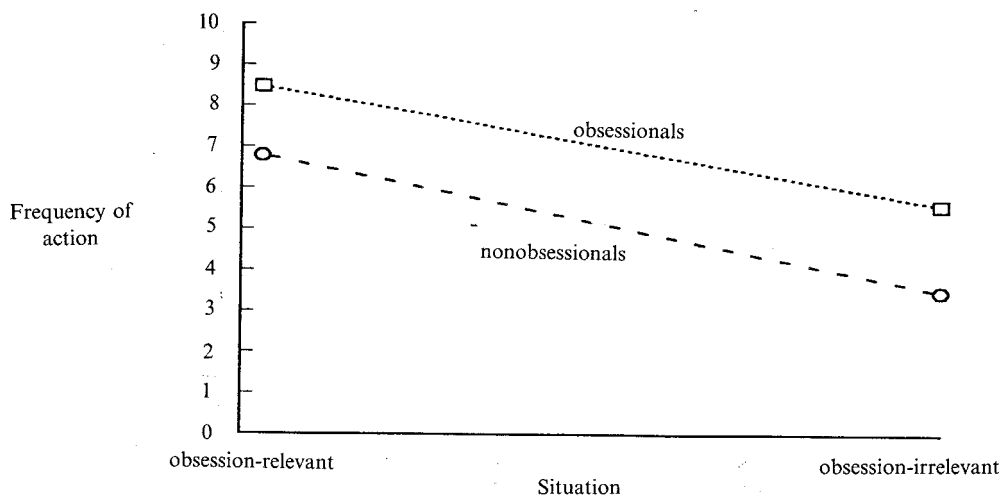 10
9
8
7
6
5
4
3
2
1
0
Frequency of
action
obsessionals
nonobsessionals
obsession-relevant
obsession-irrelevant
Situation